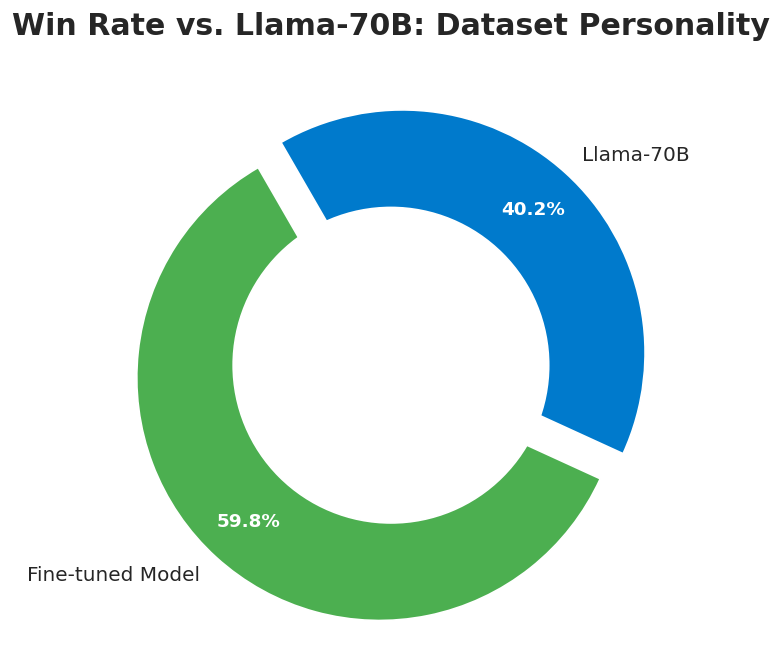 Win Rate vs. Llama-70B: Dataset Personality
Llama-70B
40.2%
59.8%
Fine-tuned Model